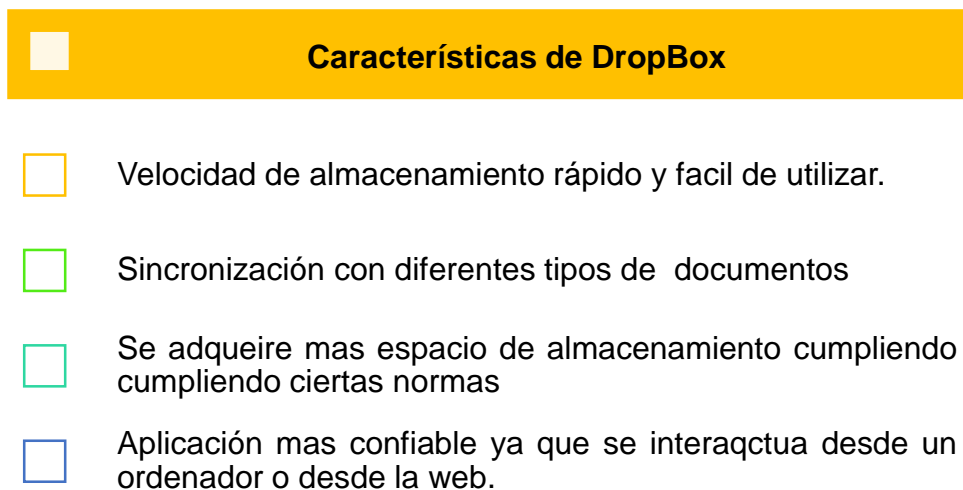 Características de DropBox
Velocidad de almacenamiento rápido y facil de utilizar.
Sincronización con diferentes tipos de  documentos
Se adqueire mas espacio de almacenamiento cumpliendo
cumpliendo ciertas normas
Aplicación mas confiable ya que se interaqctua desde un
ordenador o desde la web.